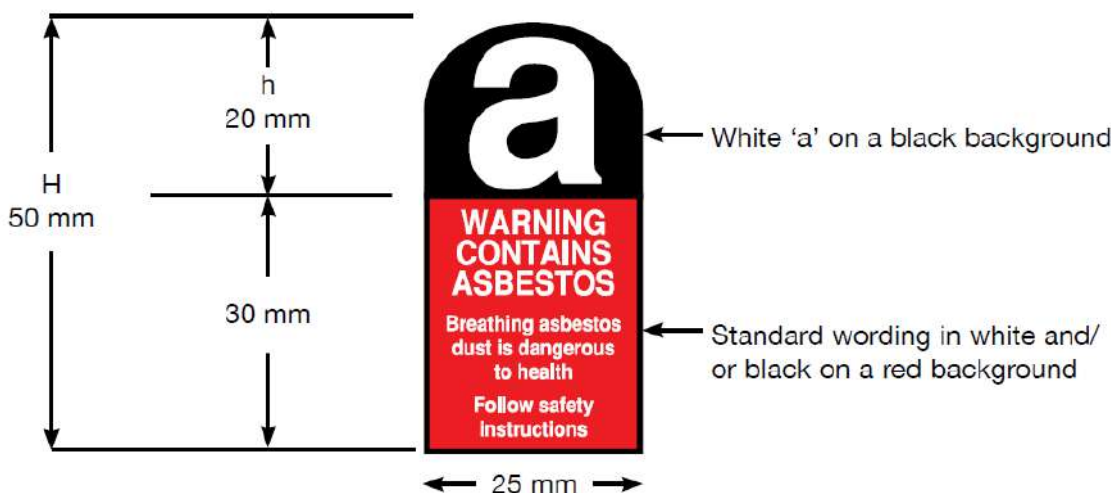 h
20 mm
H
50 mm
30 mm
a
WARNING
CONTAINS
ASBESTOS
Breathing asbestos
dust is dangerous
to health
Follow safety
Instructions
White ‘a’ on a black background
Standard wording in white and/
or black on a red background
25 mm